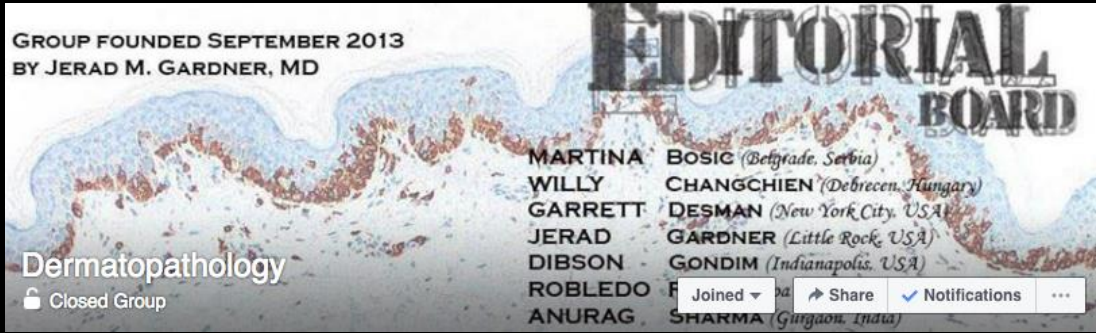 GROUP FOUNDED SEPTEMBER 2013
BY JERAD M. GARDNER, MD
EDITORIAL
BOARD
MARTINA BOSIC (Belgrade, Serbia)
WILLY CHANGCHIEN (Debrecen, Hungary)
GARRETT DESMAN (New York City, USA)
JERAD GARDNER (Little Rock, USA)
DIBSON GONDIM (Indianapolis, USA)
ROBLEDO
ANURAG SHARMA (Gurgaon, India)
Dermatopathology
Closed Group
Joined
Share
Notifications